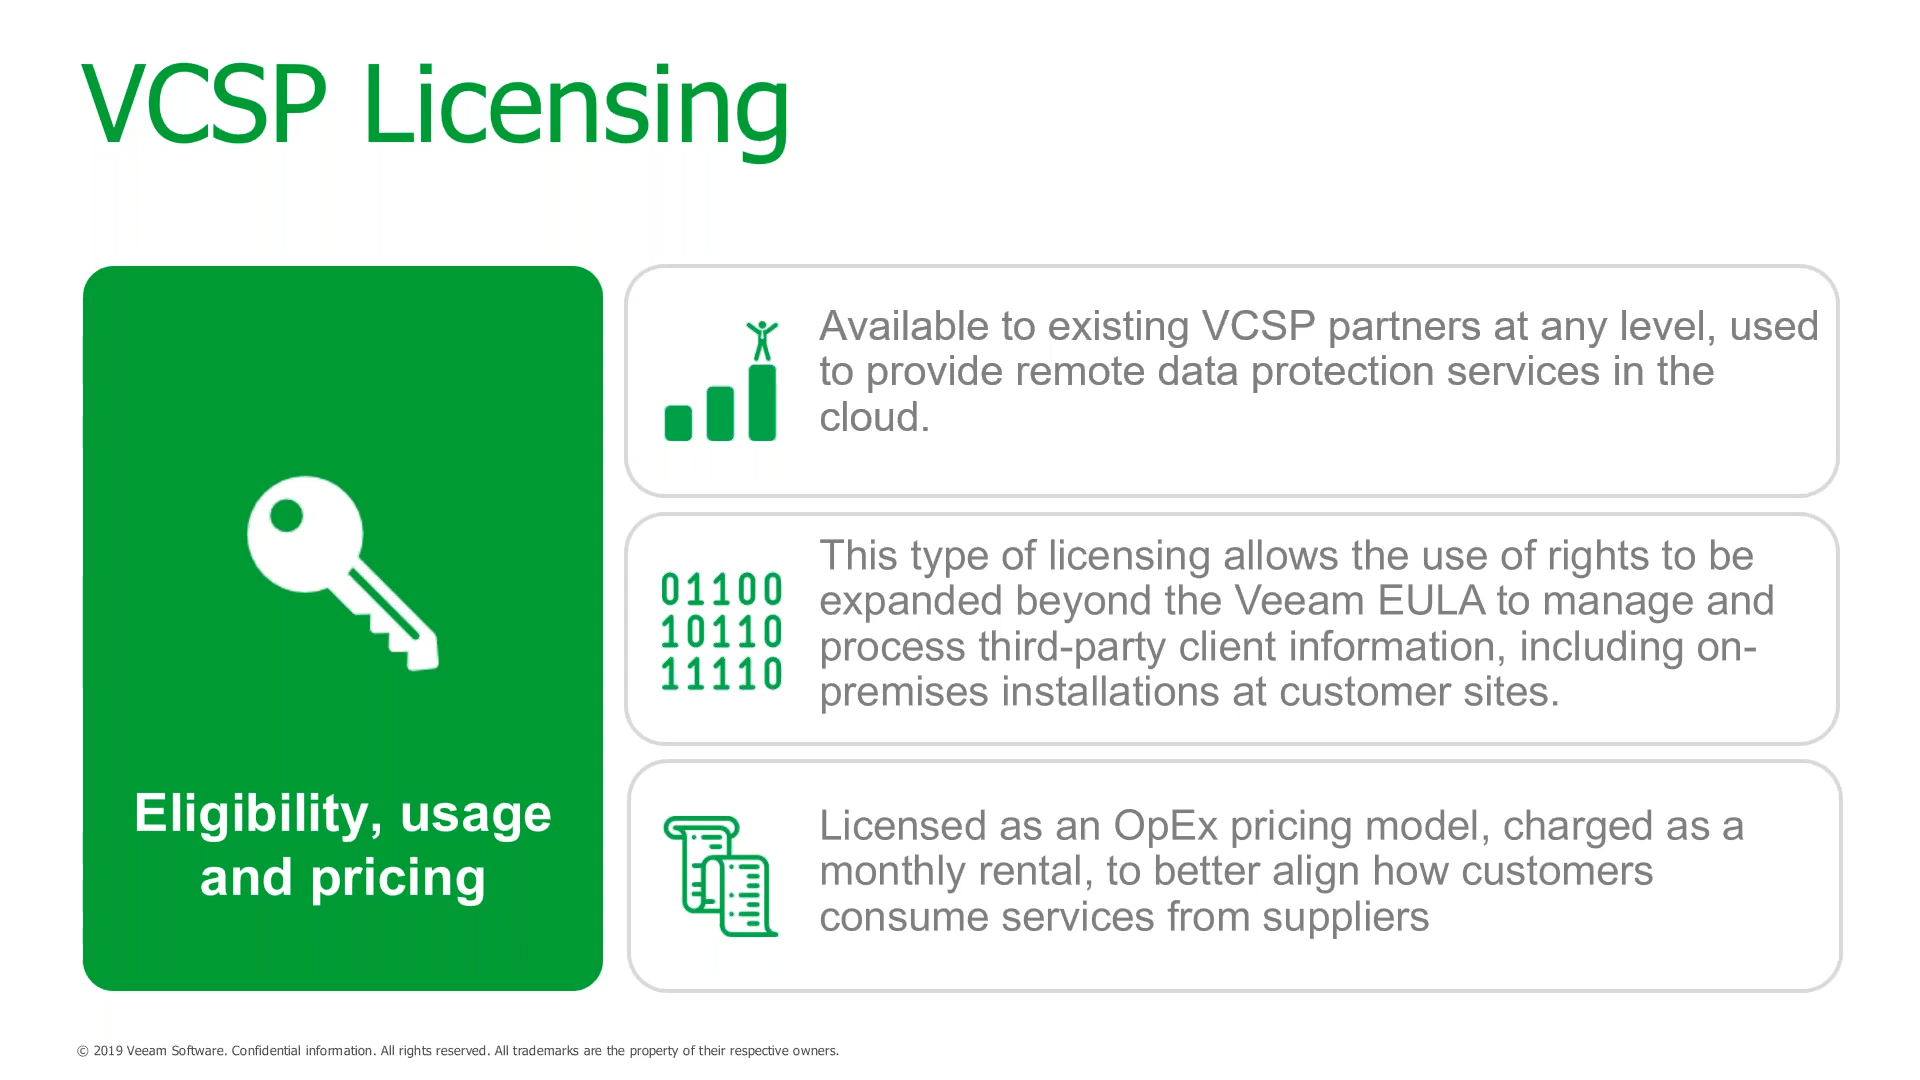 VCSP Licensing
Eligibility, usage
and pricing
Available to existing VCSP partners at any level, used
to provide remote data protection services in the
cloud.
01100
10110
11110
This type of licensing allows the use of rights to be
expanded beyond the Veeam EULA to manage and
process third-party client information, including on-
premises installations at customer sites.
Licensed as an OpEx pricing model, charged as a
monthly rental, to better align how customers
consume services from suppliers
© 2019 Veeam Software. Confidential information. All rights reserved. All trademarks are the property of their respective owners.